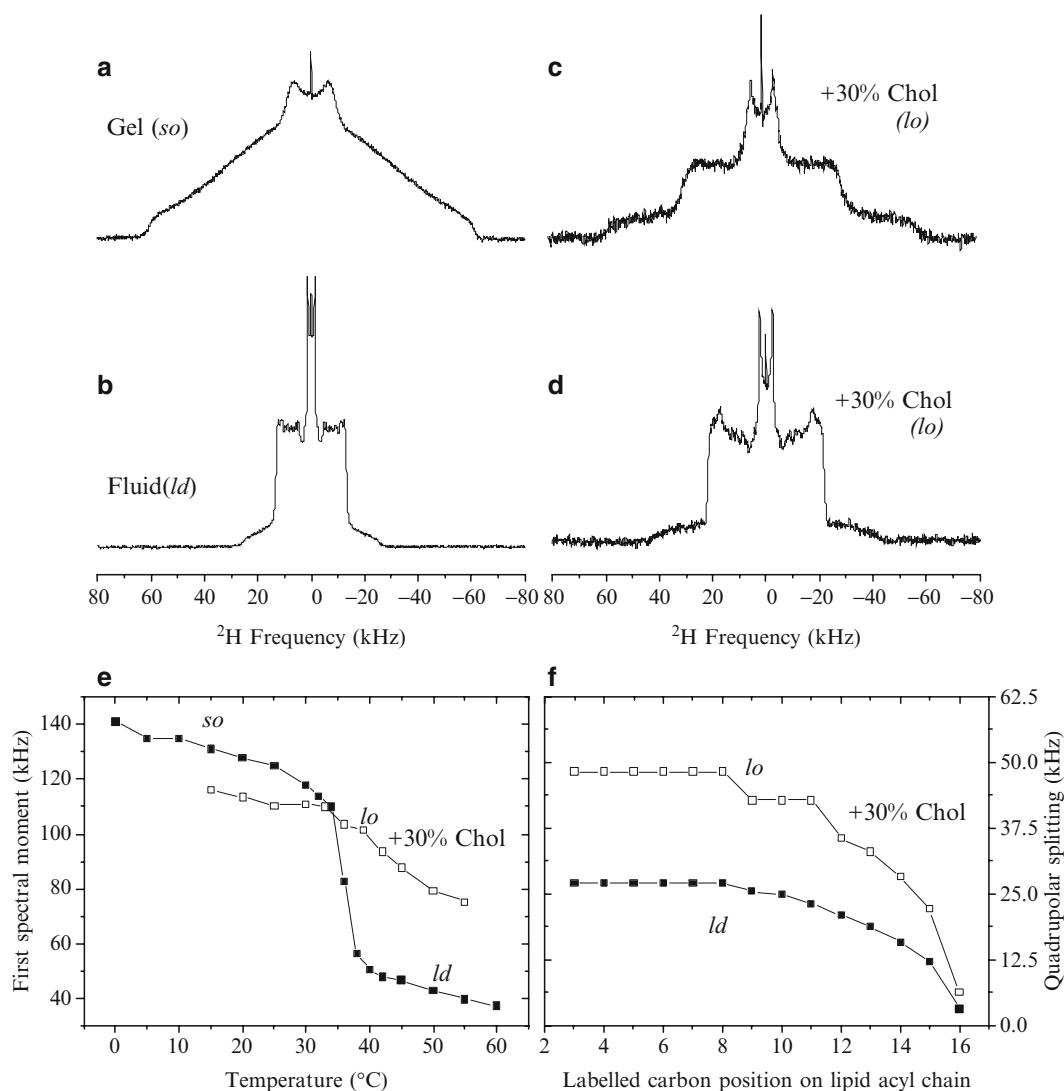 a
Gel (so)
c
+30% Chol
(lo)
b
Fluid(ld)
d
+30% Chol
(lo)
80 60 40 20 0 −20 −40 −60 −80
80 60 40 20 0 −20 −40 −60 −80
²H Frequency (kHz)
²H Frequency (kHz)
e
First spectral moment (kHz)
140
120
100
80
60
40
so
lo
+30% Chol
ld
0 10 20 30 40 50 60
Temperature (°C)
f
lo
+30% Chol
ld
62.5
50.0
37.5
25.0
12.5
0.0
Quadrupolar splitting (kHz)
2 4 6 8 10 12 14 16
Labelled carbon position on lipid acyl chain